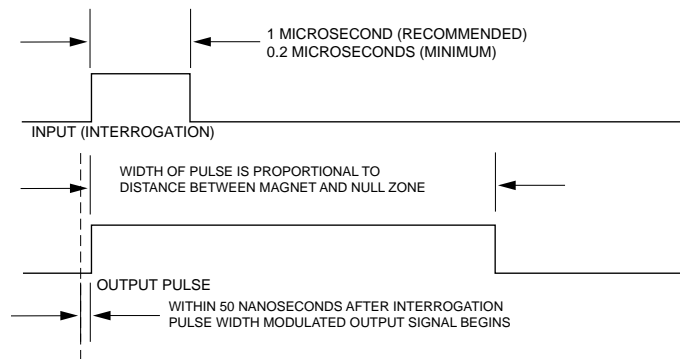 1 MICROSECOND (RECOMMENDED)
0.2 MICROSECONDS (MINIMUM)
INPUT (INTERROGATION)
WIDTH OF PULSE IS PROPORTIONAL TO
DISTANCE BETWEEN MAGNET AND NULL ZONE
OUTPUT PULSE
WITHIN 50 NANOSECONDS AFTER INTERROGATION
PULSE WIDTH MODULATED OUTPUT SIGNAL BEGINS